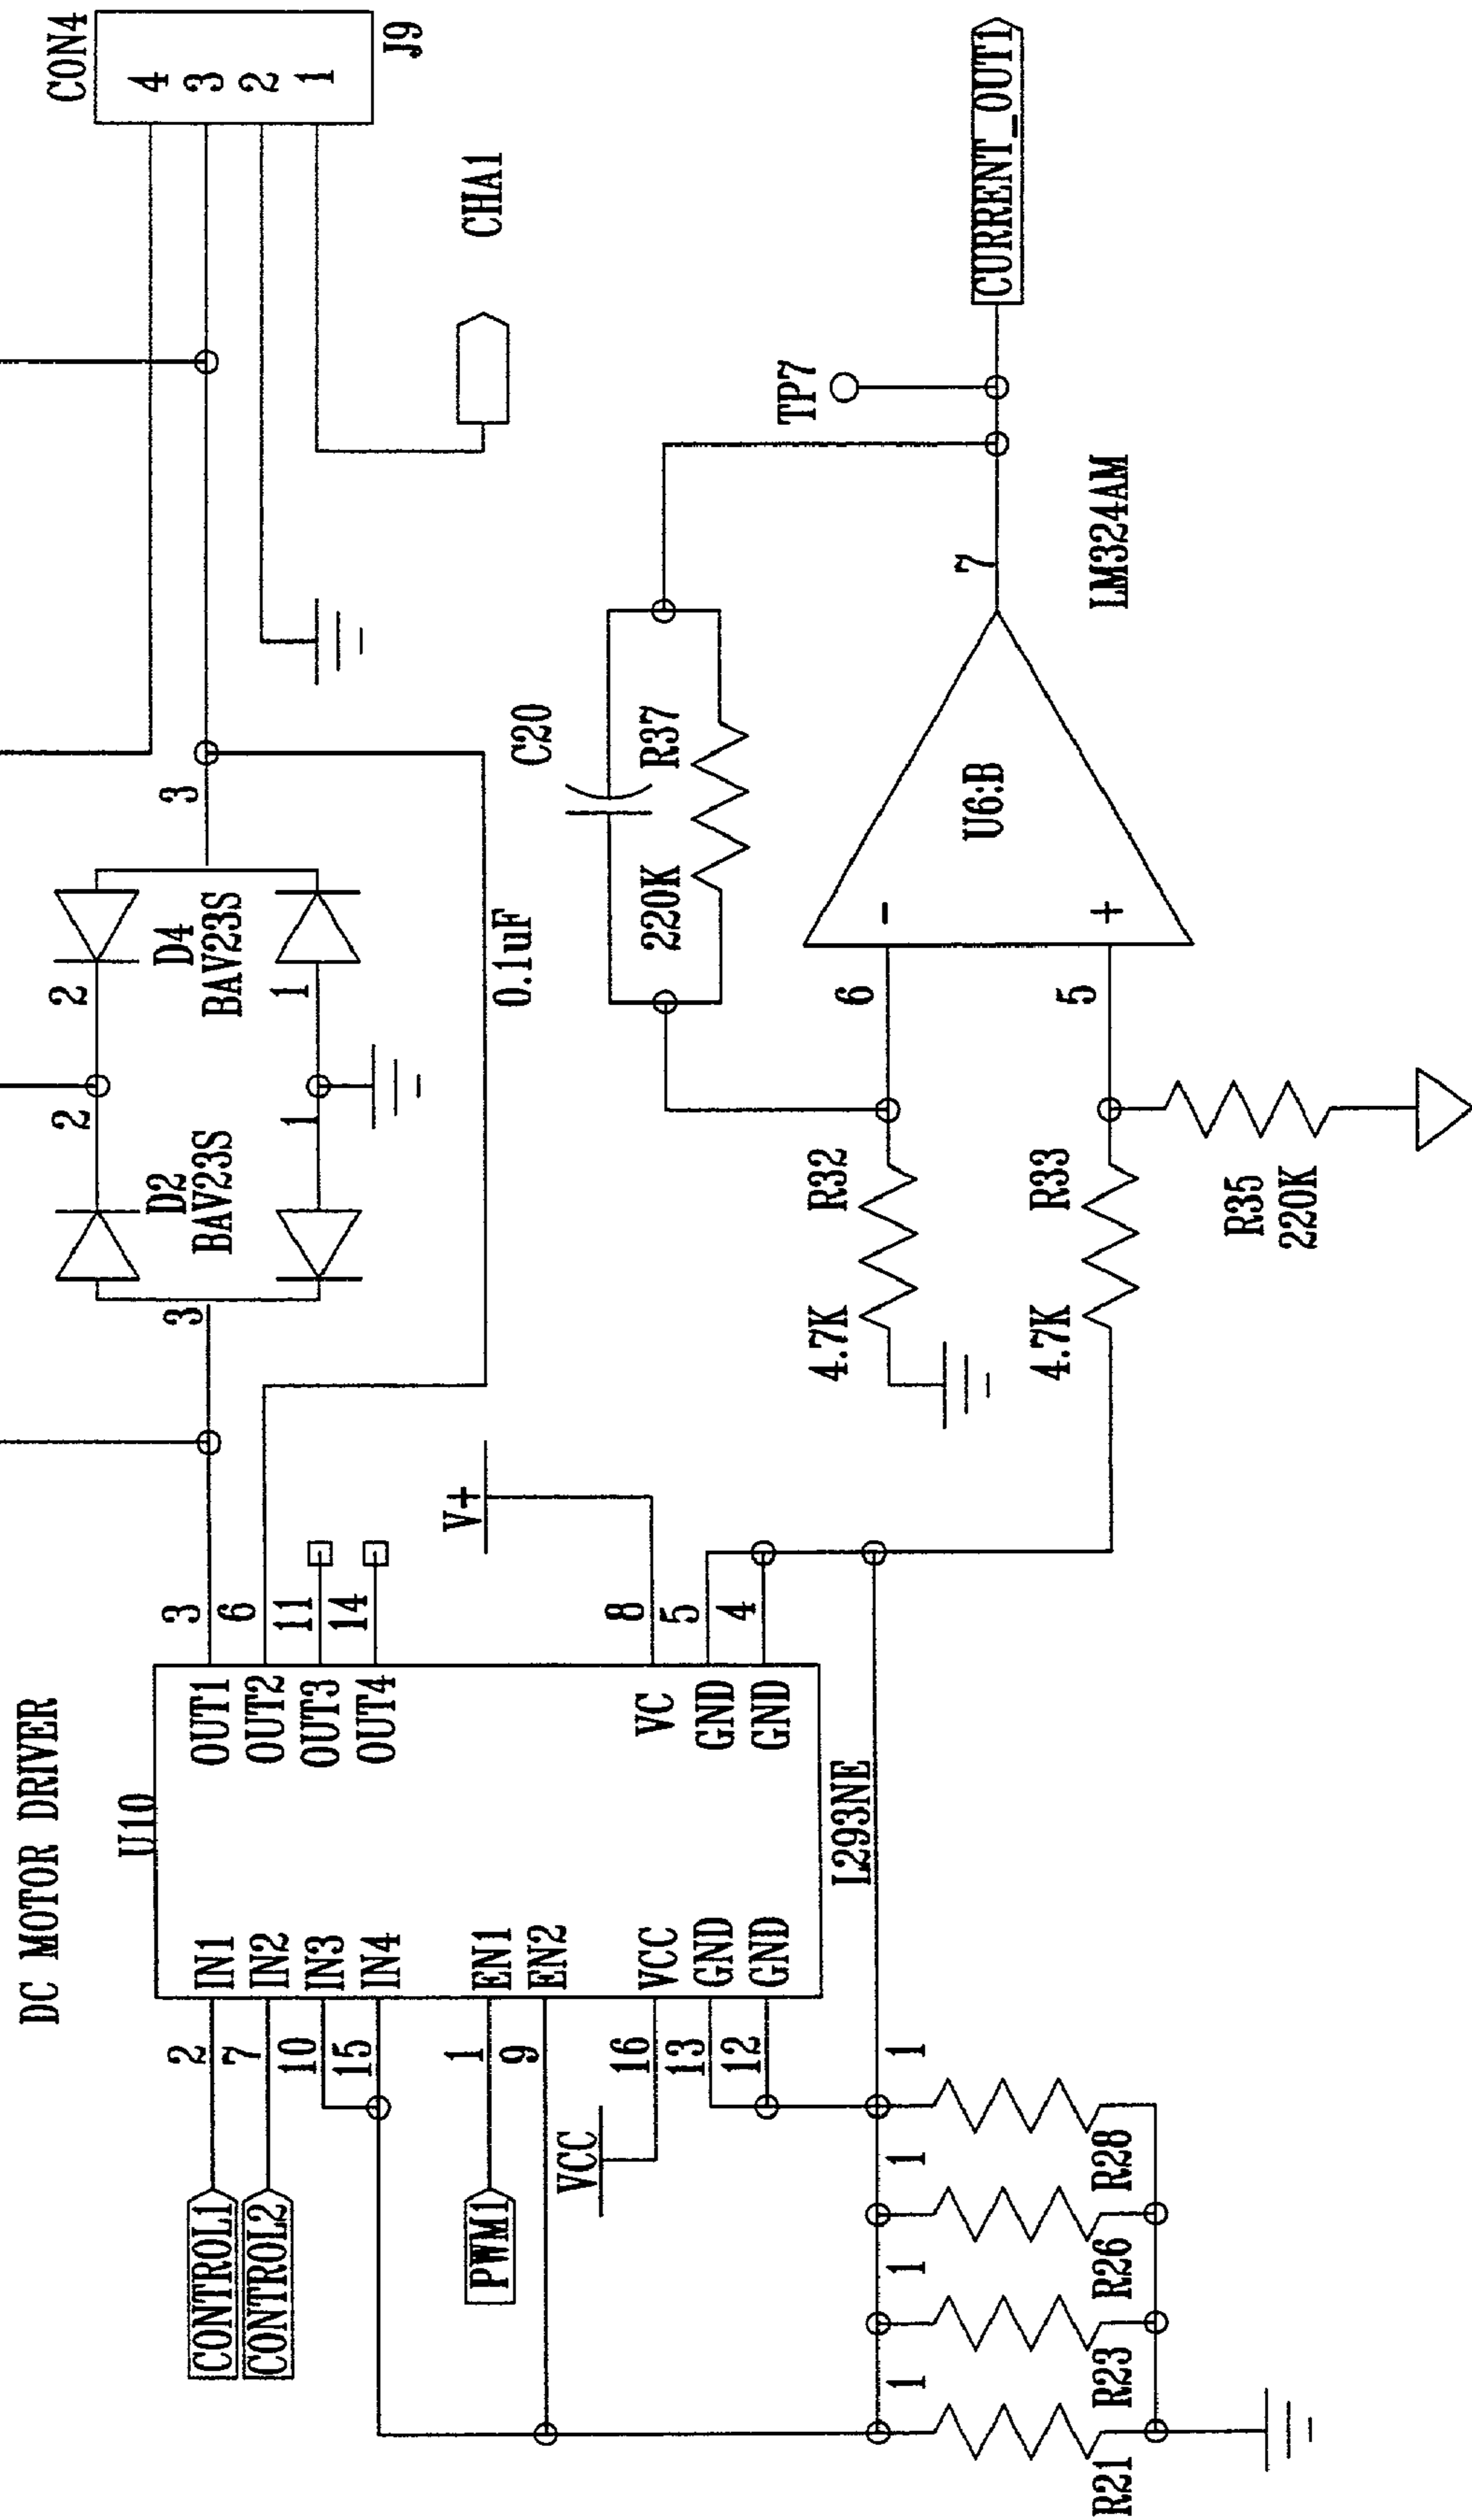 DC MOTOR DRIVER
U10
CONTROL1
CONTROL2
PWM1
VCC
2
7
10
15
1
9
16
13
12
IN1
IN2
IN3
IN4
EN1
EN2
VCC
GND
GND
OUT1
OUT2
OUT3
OUT4
VC
GND
GND
L293NE
3
6
11
14
8
5
4
V+
1
1
1
1
R21
R23
R26
R28
3
D2
BAV23S
2
1
2
1
D4
BAV23S
3
0.1uF
C20
220K
R37
4.7K
R32
4.7K
R33
R35
220K
6
5
-
+
U6:B
7
LM324AM
TP7
CURRENT_OUT1
CHA1
CON4
4
3
2
1
J9